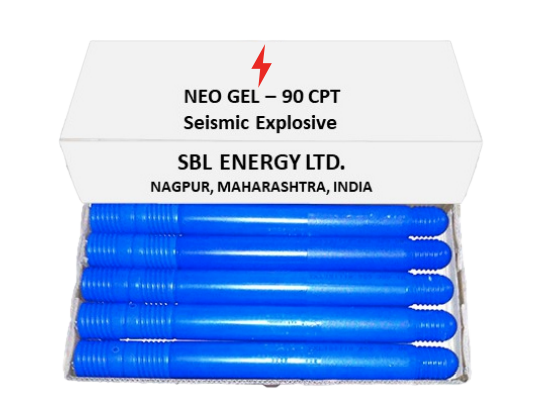 NEO GEL – 90 CPT
Seismic Explosive
SBL ENERGY LTD.
NAGPUR, MAHARASHTRA, INDIA